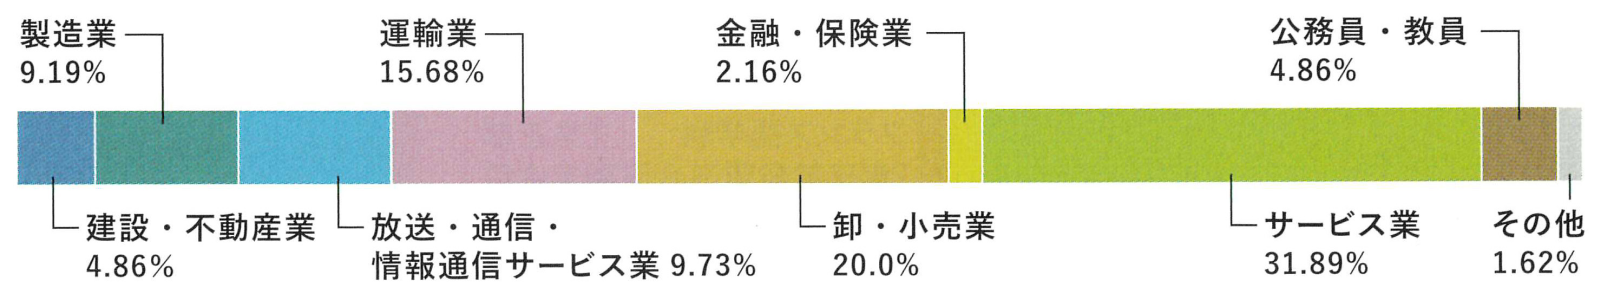 製造業
9.19%
運輸業
15.68%
金融・保険業
2.16%
公務員・教員
4.86%
建設・不動産業
4.86%
放送・通信・
情報通信サービス業 9.73%
卸・小売業
20.0%
サービス業
31.89%
その他
1.62%